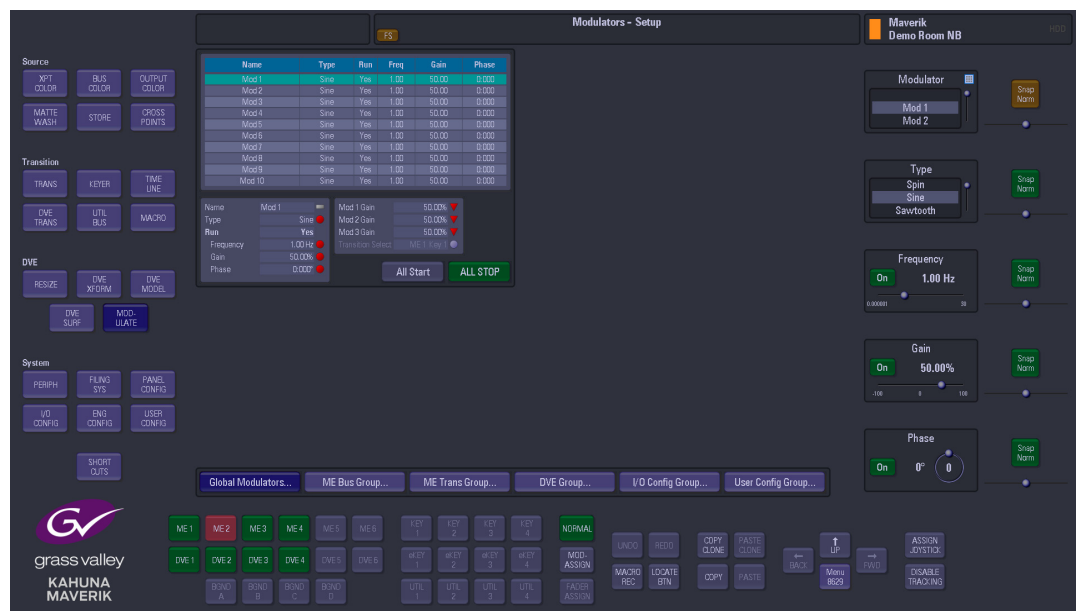 Modulators - Setup
FS
Maverik
Demo Room NB
HDD
Source
XPT COLOR
BUS COLOR
OUTPUT COLOR
MATTE WASH
STORE
CROSS POINTS
Transition
TRANS
KEYER
TIME LINE
DVE TRANS
UTIL BUS
MACRO
DVE
RESIZE
DVE XFORM
DVE MODEL
DVE SURF
MOD-ULATE
System
PERIPH
FILING SYS
PANEL CONFIG
I/O CONFIG
ENG CONFIG
USER CONFIG
SHORT CUTS
Name Type Run Freq Gain Phase
Mod 1 Sine Yes 1.00 50.00 0.000
Mod 2 Sine Yes 1.00 50.00 0.000
Mod 3 Sine Yes 1.00 50.00 0.000
Mod 4 Sine Yes 1.00 50.00 0.000
Mod 5 Sine Yes 1.00 50.00 0.000
Mod 6 Sine Yes 1.00 50.00 0.000
Mod 7 Sine Yes 1.00 50.00 0.000
Mod 8 Sine Yes 1.00 50.00 0.000
Mod 9 Sine Yes 1.00 50.00 0.000
Mod 10 Sine Yes 1.00 50.00 0.000
Name Mod 1
Type Sine
Run Yes
Frequency 1.00 Hz
Gain 50.00%
Phase 0.000°
Mod 1 Gain 50.00%
Mod 2 Gain 50.00%
Mod 3 Gain 50.00%
Transition Select ME 1 Key 1
All Start
ALL STOP
Modulator
Mod 1
Mod 2
Snap Norm
Type
Spin
Sine
Sawtooth
Snap Norm
Frequency
On 1.00 Hz
0.000001 30
Snap Norm
Gain
On 50.00%
-100 0 100
Snap Norm
Phase
On 0° 0
Snap Norm
Global Modulators...
ME Bus Group...
ME Trans Group...
DVE Group...
I/O Config Group...
User Config Group...
GV
grass valley
KAHUNA
MAVERIK
ME 1 ME 2 ME 3 ME 4 ME 5 ME 6
DVE 1 DVE 2 DVE 3 DVE 4 DVE 5 DVE 6
BGND A
BGND B
BGND C
BGND D
KEY 1
KEY 2
KEY 3
KEY 4
eKEY 1
eKEY 2
eKEY 3
eKEY 4
UTIL 1
UTIL 2
UTIL 3
UTIL 4
NORMAL
MOD-ASSIGN
FADER ASSIGN
UNDO
REDO
COPY CLONE
PASTE CLONE
MACRO REC
LOCATE BTN
COPY
PASTE
← BACK
↑ UP
→ FWD
Menu 8629
ASSIGN JOYSTICK
DISABLE TRACKING